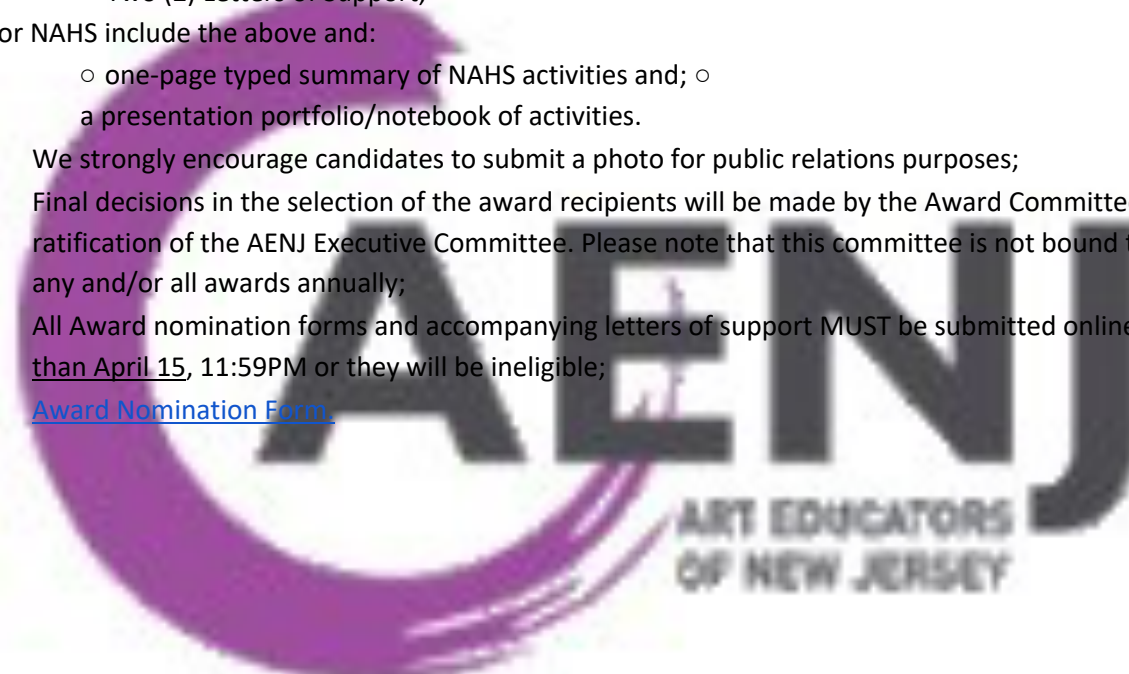 Two (2) Letters of Support;
or NAHS include the above and:
○ one-page typed summary of NAHS activities and; ○
a presentation portfolio/notebook of activities.
We strongly encourage candidates to submit a photo for public relations purposes;
Final decisions in the selection of the award recipients will be made by the Award Committe
ratification of the AENJ Executive Committee. Please note that this committee is not bound t
any and/or all awards annually;
All Award nomination forms and accompanying letters of support MUST be submitted online
than April 15, 11:59PM or they will be ineligible;
Award Nomination Form.
AENJ
ART EDUCATORS
OF NEW JERSEY